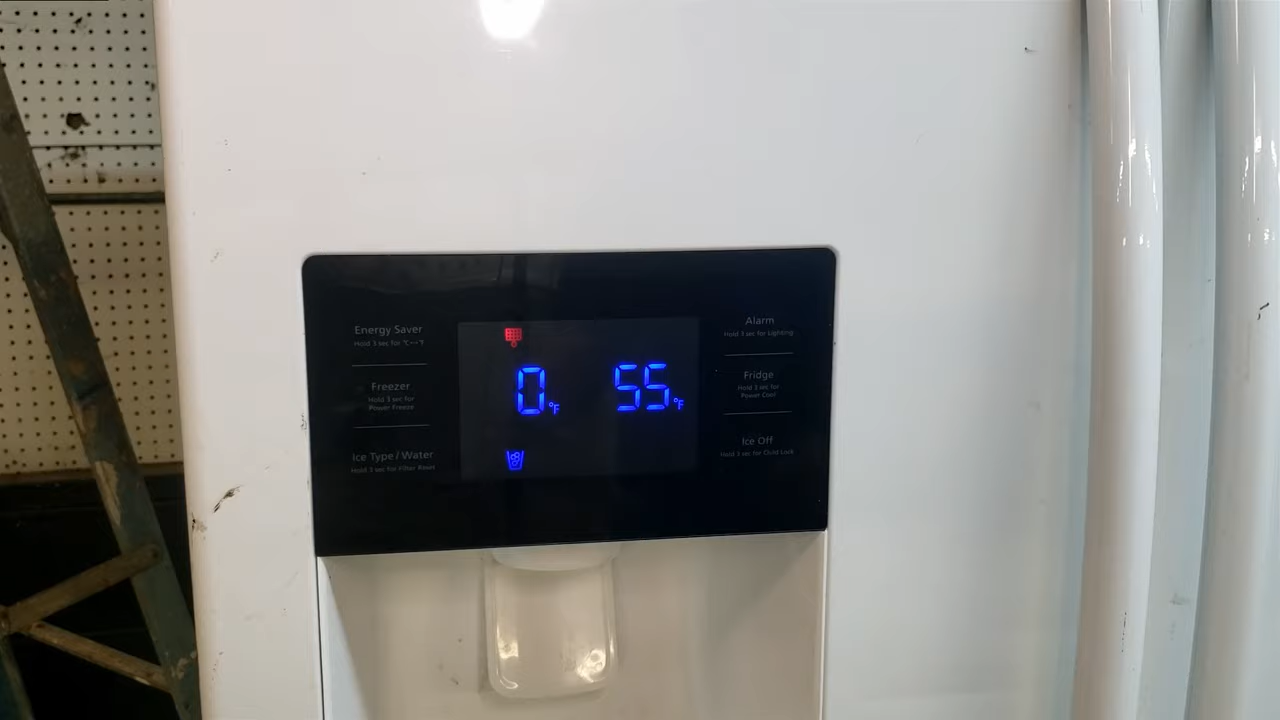 Energy Saver
Hold 3 sec for °C↔°F
Freezer
Hold 3 sec for
Power Freeze
Ice Type/Water
Hold 3 sec for Filter Reset
0°F
55°F
Alarm
Hold 3 sec for Lighting
Fridge
Hold 3 sec for
Power Cool
Ice Off
Hold 3 sec for Child Lock